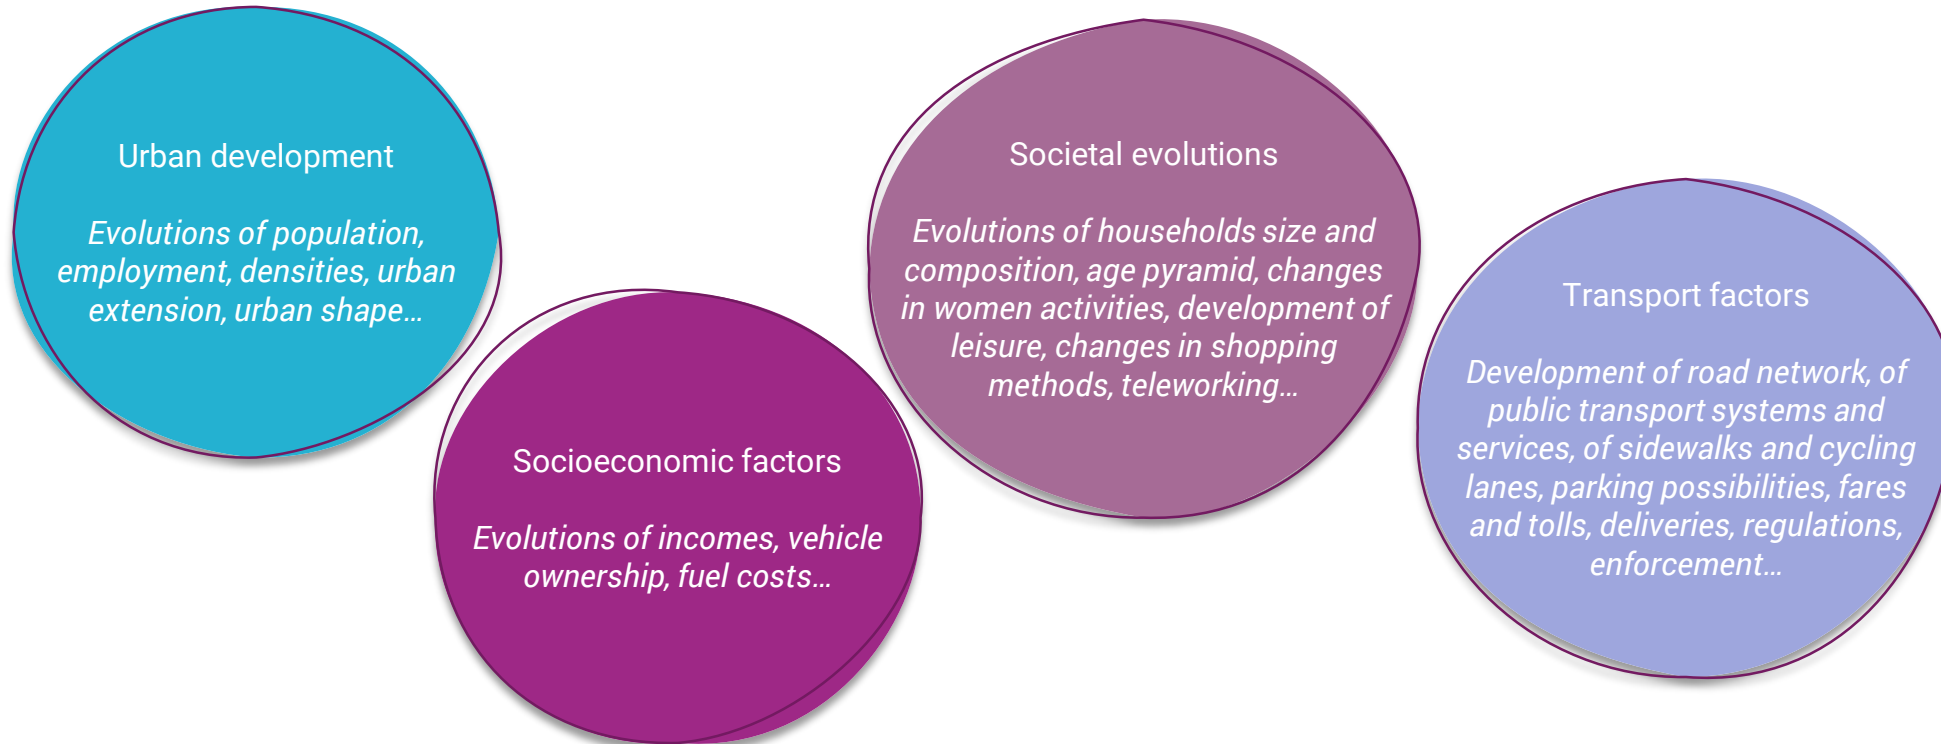 Urban development
Evolutions of population,
employment, densities, urban
extension, urban shape…
Socioeconomic factors
Evolutions of incomes, vehicle
ownership, fuel costs…
Societal evolutions
Evolutions of households size and
composition, age pyramid, changes
in women activities, development of
leisure, changes in shopping
methods, teleworking…
Transport factors
Development of road network, of
public transport systems and
services, of sidewalks and cycling
lanes, parking possibilities, fares
and tolls, deliveries, regulations,
enforcement…